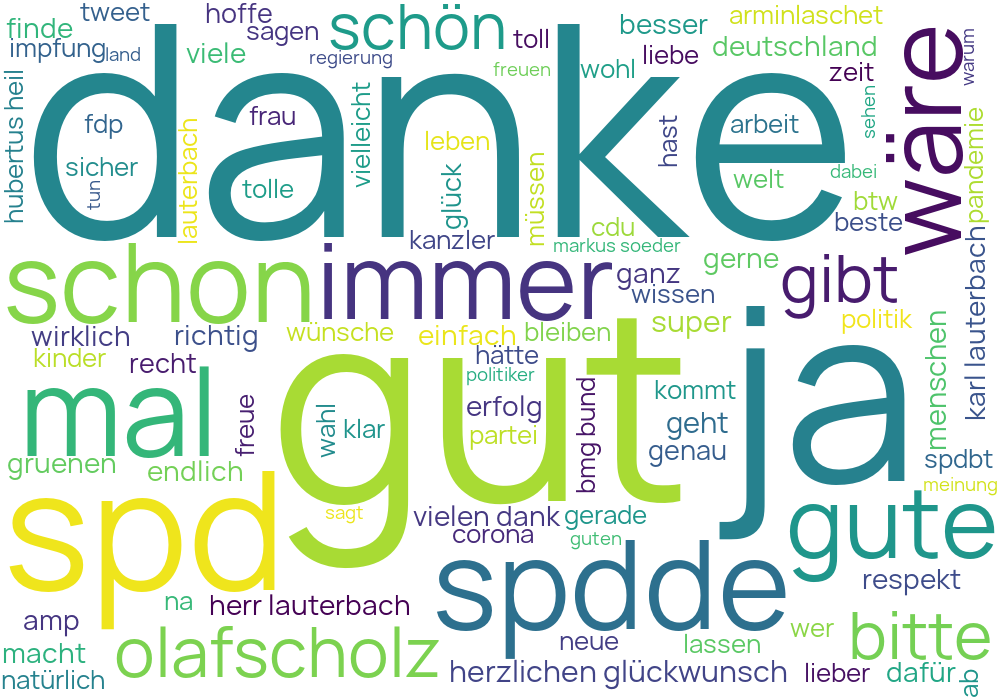 tweet
hoffe
finde
sagen
schön
toll
besser
arminlaschet
impfung
land
viele
regierung
freuen
wohl
liebe
deutschland
zeit
warum
hubertus heil
danke
fdp
frau
sicher
tun
lauterbach
tolle
vielleicht
leben
glück
müssen
hast
arbeit
welt
sehen
dabei
btw
beste
wäre
pandemie
kanzler
cdu
markus soeder
schon
immer
ganz
wissen
gerne
gibt
karl lauterbach
wirklich
richtig
wünsche
einfach
bleiben
super
politik
kinder
recht
hätte
politiker
mal
gut
ja
menschen
freue
wahl
klar
erfolg
partei
bmg bund
kommt
geht
genau
gruenen
endlich
spdbt
meinung
spd
sagt
vielen dank
gerade
corona
guten
gute
spdde
respekt
amp
na
herr lauterbach
olafscholz
neue
lassen
wer
bitte
macht
natürlich
herzlichen glückwunsch
lieber
dafür
ab